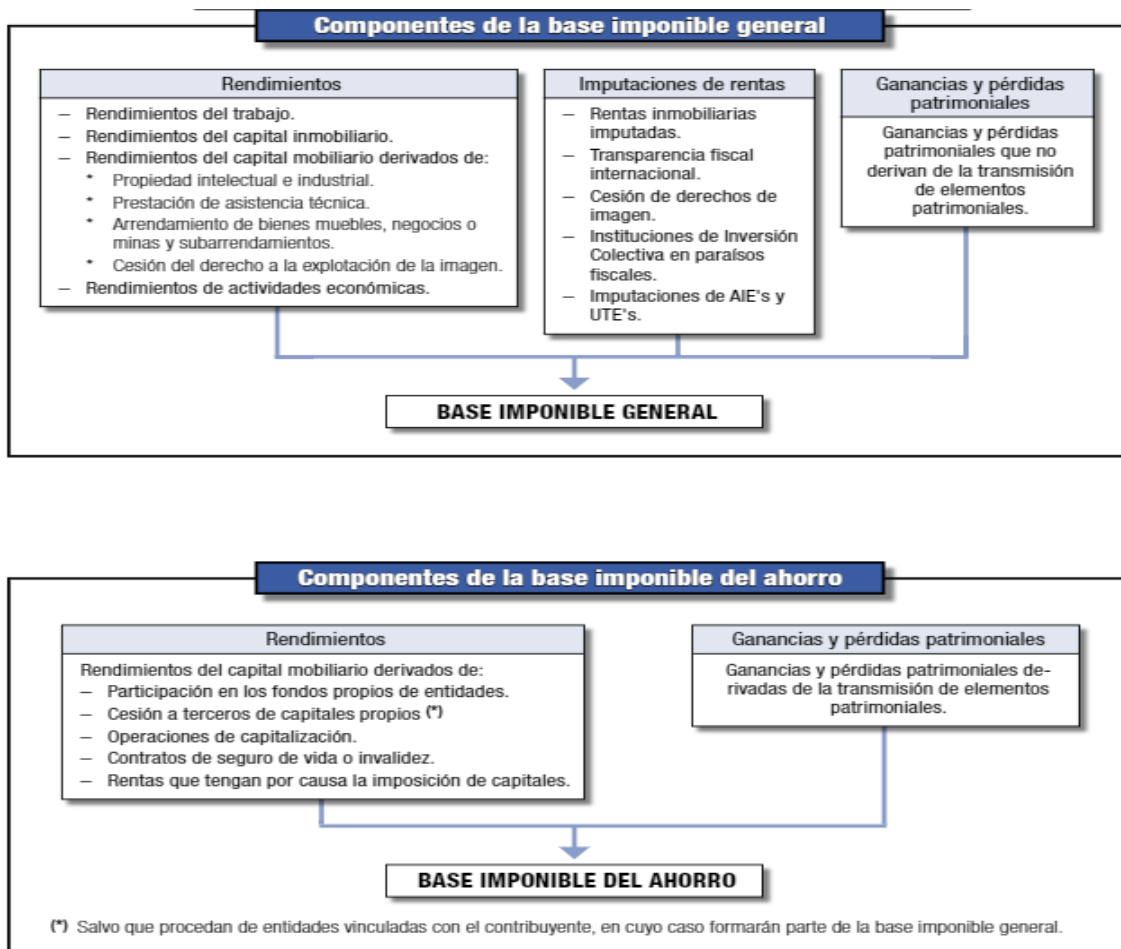 Componentes de la base imponible general
Rendimientos
— Rendimientos del trabajo.
— Rendimientos del capital inmobiliario.
— Rendimientos del capital mobiliario derivados de:
* Propiedad intelectual e industrial.
* Prestación de asistencia técnica.
* Arrendamiento de bienes muebles, negocios o
minas y subarrendamientos.
* Cesión del derecho a la explotación de la imagen.
— Rendimientos de actividades económicas.
Imputaciones de rentas
— Rentas inmobiliarias
imputadas.
— Transparencia fiscal
internacional.
— Cesión de derechos de
imagen.
— Instituciones de Inversión
Colectiva en paraísos
fiscales.
— Imputaciones de AIE's y
UTE's.
Ganancias y pérdidas
patrimoniales
Ganancias y pérdidas
patrimoniales que no
derivan de la transmisión
de elementos
patrimoniales.
BASE IMPONIBLE GENERAL
Componentes de la base imponible del ahorro
Rendimientos
Rendimientos del capital mobiliario derivados de:
— Participación en los fondos propios de entidades.
— Cesión a terceros de capitales propios (*)
— Operaciones de capitalización.
— Contratos de seguro de vida o invalidez.
— Rentas que tengan por causa la imposición de capitales.
Ganancias y pérdidas patrimoniales
Ganancias y pérdidas patrimoniales de-
rivadas de la transmisión de elementos
patrimoniales.
BASE IMPONIBLE DEL AHORRO
(*) Salvo que procedan de entidades vinculadas con el contribuyente, en cuyo caso formarán parte de la base imponible general.